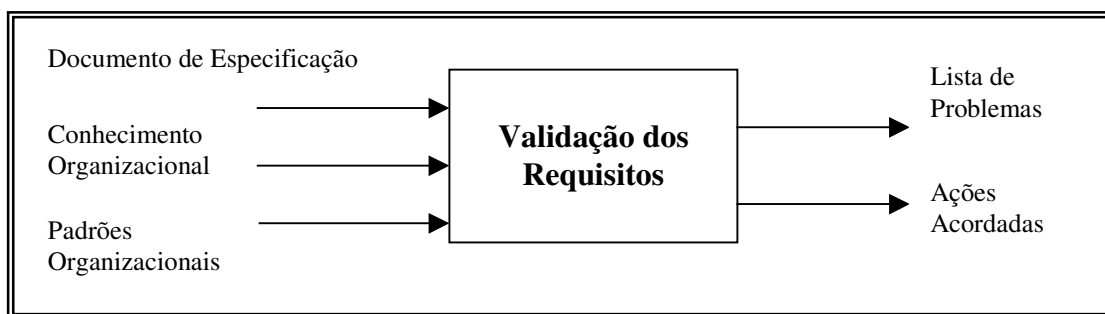 Documento de Especificação
Conhecimento
Organizacional
Padrões
Organizacionais
Validação dos
Requisitos
Lista de
Problemas
Ações
Acordadas